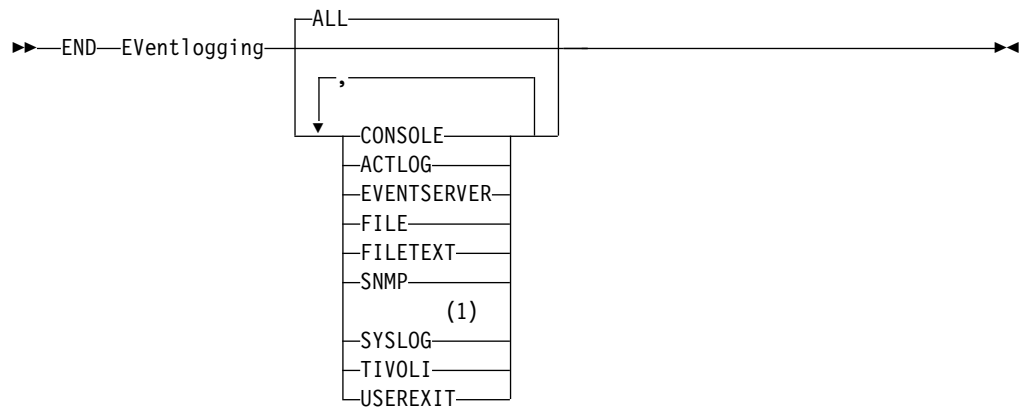 ALL
END EVentlogging
,
CONSOLE
ACTLOG
EVENTSERVER
FILE
FILETEXT
SNMP
(1)
SYSLOG
TIVOLI
USEREXIT